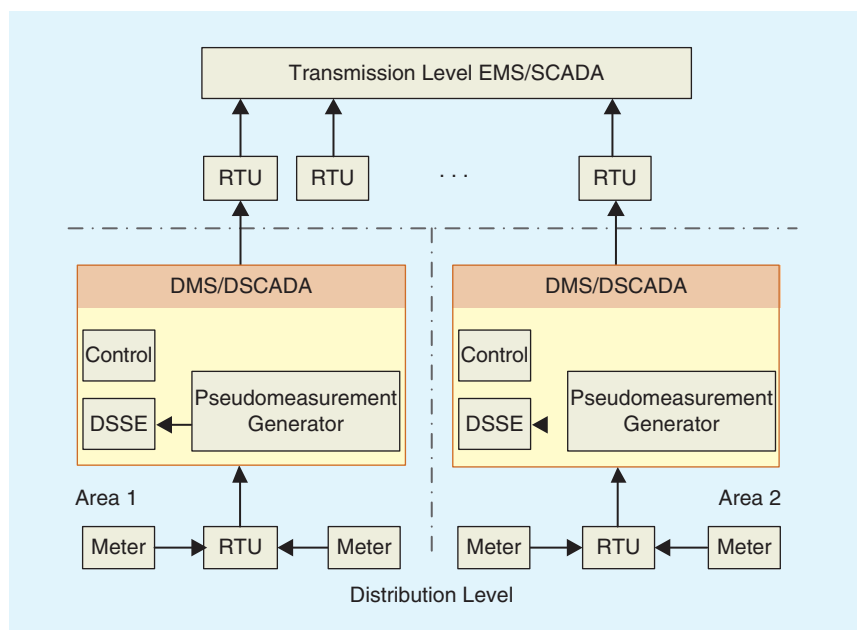 Transmission Level EMS/SCADA
RTU
RTU
. . .
RTU
DMS/DSCADA
Control
DSSE
Pseudomeasurement
Generator
Area 1
Meter
RTU
Meter
DMS/DSCADA
Control
DSSE
Pseudomeasurement
Generator
Area 2
Meter
RTU
Meter
Distribution Level